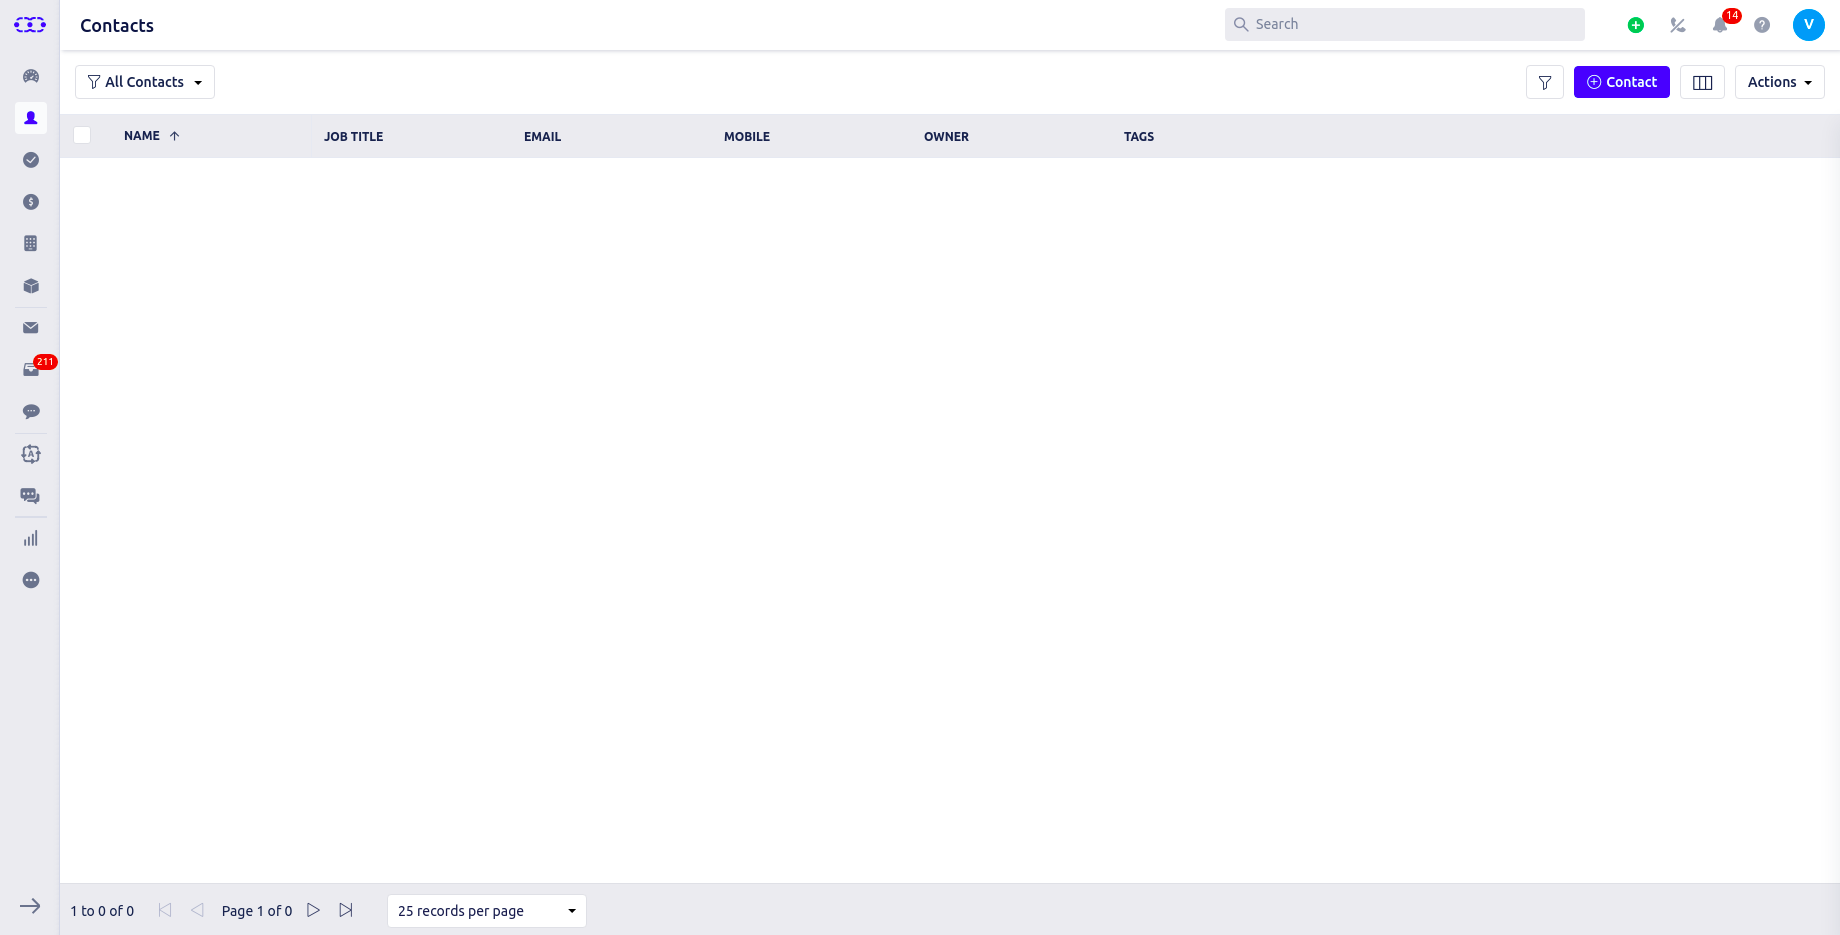 Contacts
Search
14
V
All Contacts
Contact
Actions
NAME
JOB TITLE
EMAIL
MOBILE
OWNER
TAGS
211
1 to 0 of 0
Page 1 of 0
25 records per page